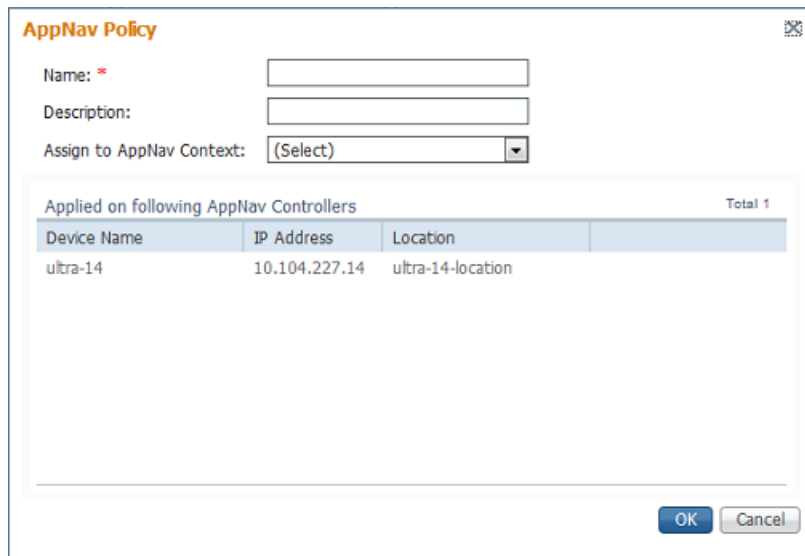 AppNav Policy
Name: *
Description:
Assign to AppNav Context: (Select)
Applied on following AppNav Controllers Total 1
Device Name IP Address Location
ultra-14 10.104.227.14 ultra-14-location
OK Cancel